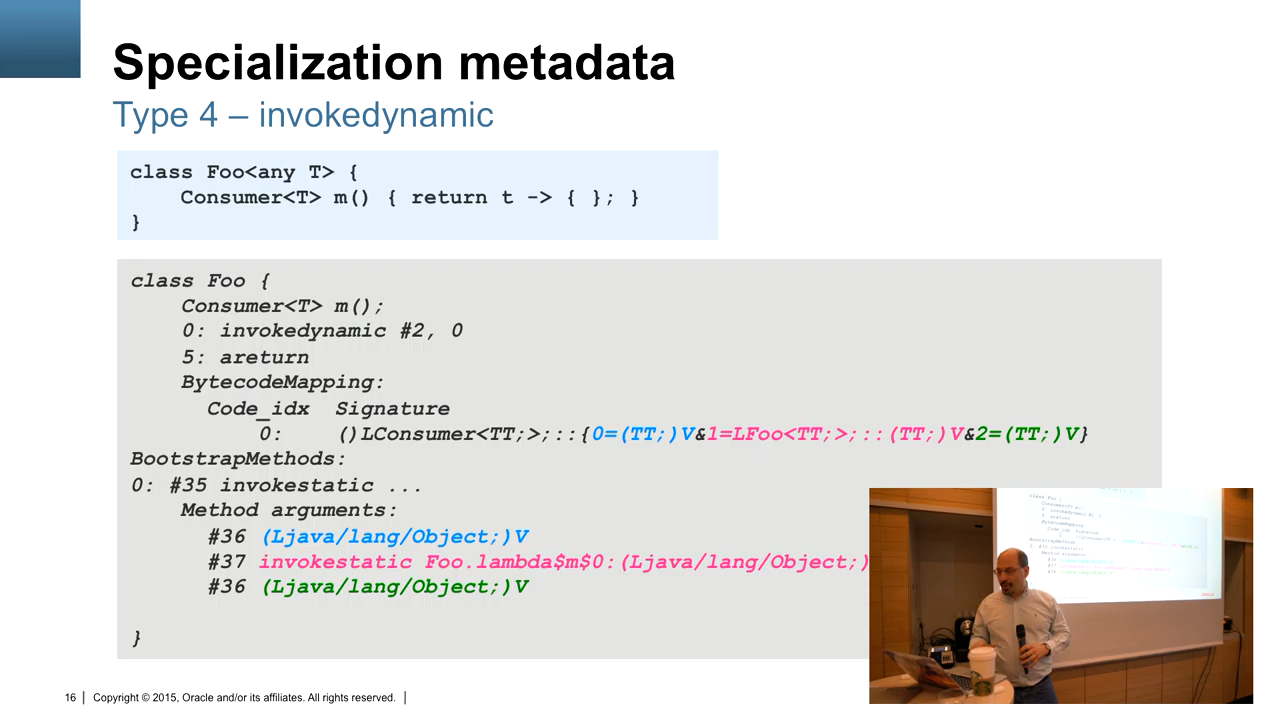 Specialization metadata
Type 4 – invokedynamic
class Foo<any T> {
Consumer<T> m() { return t -> { }; }
}
class Foo {
Consumer<T> m();
0: invokedynamic #2, 0
5: areturn
BytecodeMapping:
Code_idx Signature
0: ()LConsumer<TT;>;::{0=(TT;)V&1=LFoo<TT;>;::(TT;)V&2=(TT;)V}
BootstrapMethods:
0: #35 invokestatic ...
Method arguments:
#36 (Ljava/lang/Object;)V
#37 invokestatic Foo.lambda$m$0:(Ljava/lang/Object;)
#36 (Ljava/lang/Object;)V
}
16 | Copyright © 2015, Oracle and/or its affiliates. All rights reserved. |